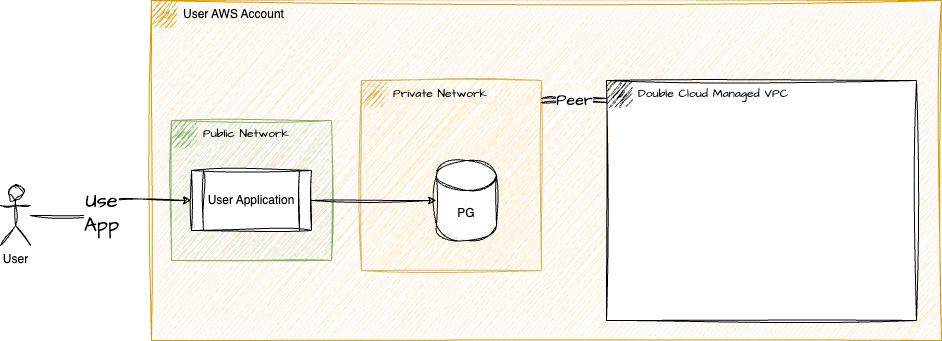 User AWS Account
Private Network
Peer
Double Cloud Managed VPC
Public Network
Use
App
User Application
PG
User